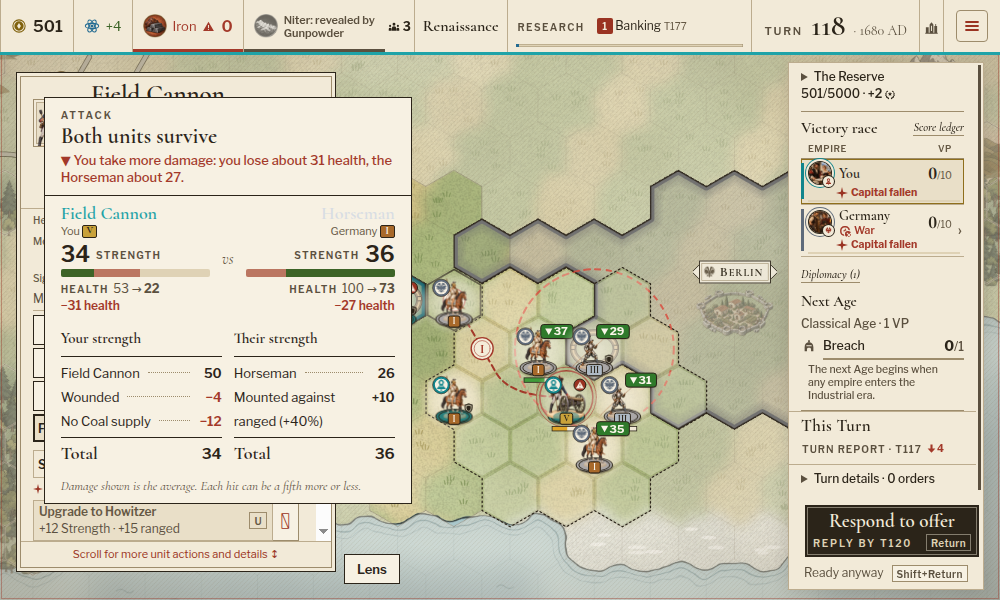 501
+4
Iron 0
Niter: revealed by
Gunpowder
3
Renaissance
RESEARCH
1 Banking T177
TURN 118 · 1680 AD
Field Cannon
ATTACK
Both units survive
▼ You take more damage: you lose about 31 health, the
Horseman about 27.
Field Cannon
Horseman
You V
Germany I
34 STRENGTH
vs
STRENGTH 36
HEALTH 53 → 22
HEALTH 100 → 73
−31 health
−27 health
Your strength
Their strength
Field Cannon 50
Horseman 26
Wounded −4
Mounted against +10
ranged (+40%)
No Coal supply −12
Total 34
Total 36
Damage shown is the average. Each hit can be a fifth more or less.
Upgrade to Howitzer
+12 Strength · +15 ranged
U
Scroll for more unit actions and details ↕
Lens
BERLIN
▼37
▼29
▼31
▼35
I
I
I
III
III
V
I
I
The Reserve
501/5000 · +2
Victory race
Score ledger
EMPIRE VP
You
0/10
Capital fallen
Germany
0/10
War
Capital fallen
›
Diplomacy (1)
Next Age
Classical Age · 1 VP
Breach 0/1
The next Age begins when
any empire enters the
Industrial era.
This Turn
TURN REPORT · T117 4
Turn details · 0 orders
Respond to offer
REPLY BY T120 Return
Ready anyway Shift+Return